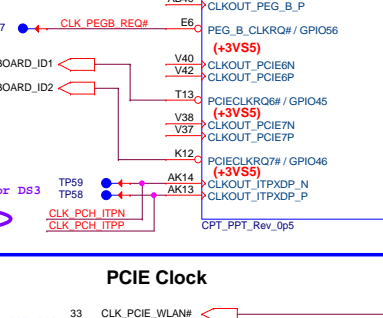 CLKOUT_PEG_B_P
7 CLK_PEGB_REQ# E6 PEG_B_CLKRQ# / GPIO56
(+3VS5)
V40 CLKOUT_PCIE6N
BOARD_ID1 V42 CLKOUT_PCIE6P
BOARD_ID2 T13 PCIECLKRQ6# / GPIO45
(+3VS5)
V38 CLKOUT_PCIE7N
V37 CLKOUT_PCIE7P
K12 PCIECLKRQ7# / GPIO46
(+3VS5)
or DS3 TP59 AK14 CLKOUT_ITPXDP_N
TP58 AK13 CLKOUT_ITPXDP_P
CLK_PCH_ITPN
CLK_PCH_ITPP CPT_PPT_Rev_0p5
PCIE Clock
33 CLK_PCIE_WLAN#